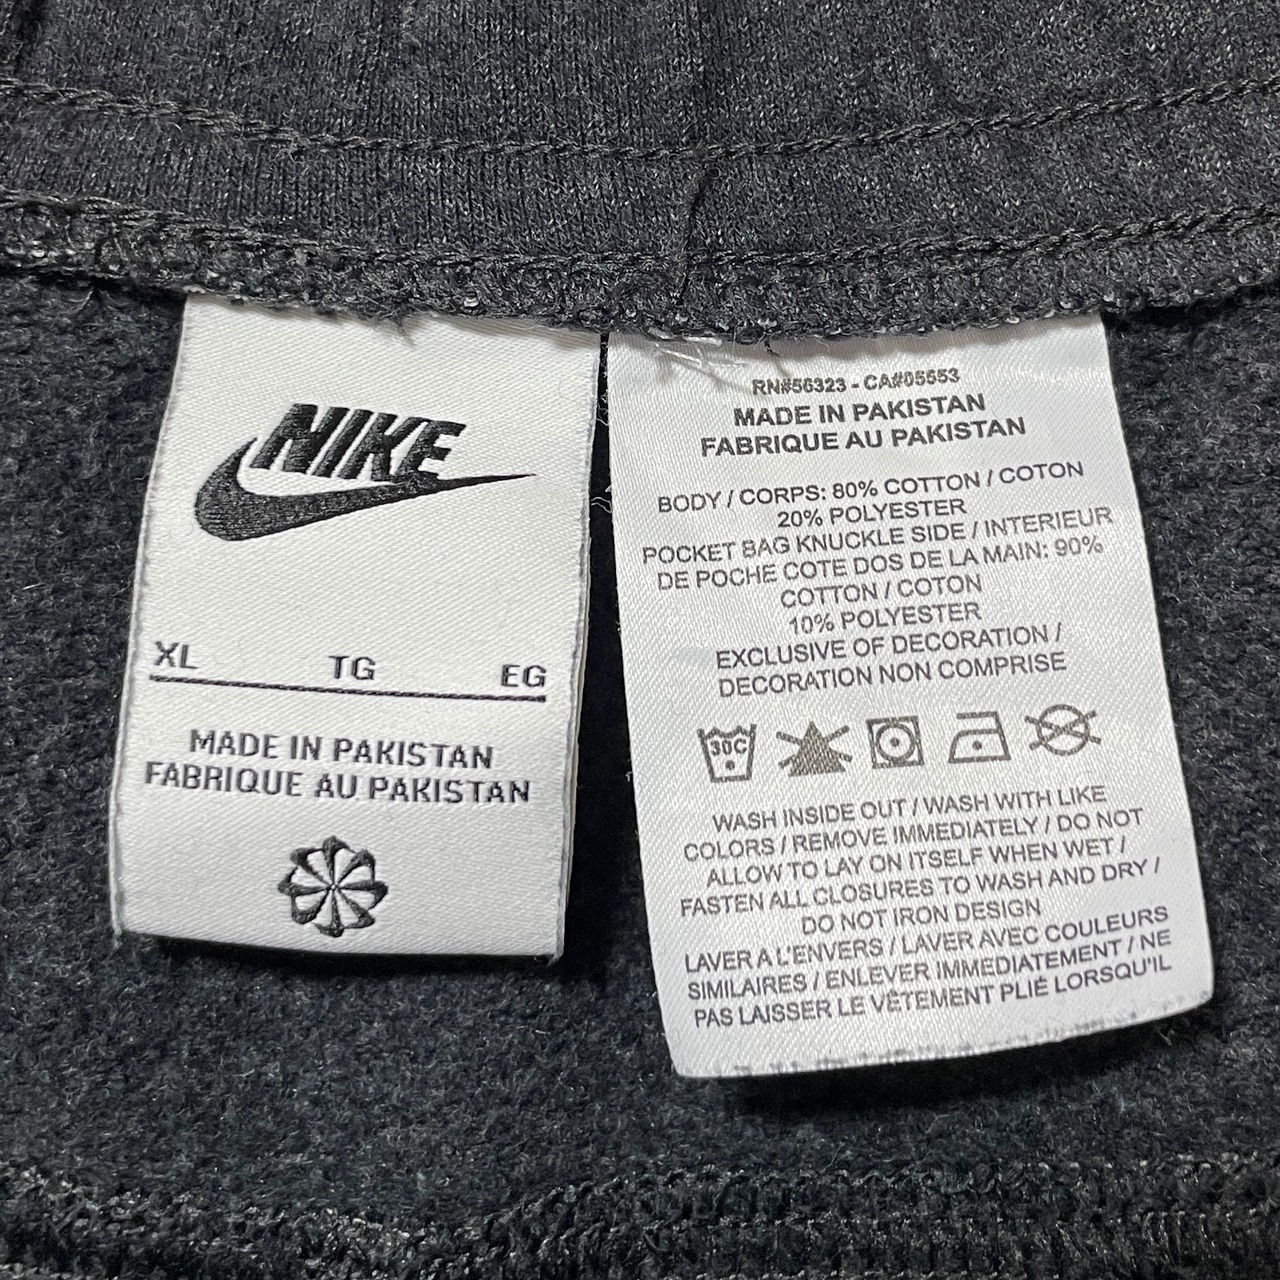 NIKE
XL TG EG
MADE IN PAKISTAN
FABRIQUE AU PAKISTAN
RN#56323 - CA#05553
MADE IN PAKISTAN
FABRIQUE AU PAKISTAN
BODY / CORPS: 80% COTTON / COTON
20% POLYESTER
POCKET BAG KNUCKLE SIDE / INTERIEUR
DE POCHE COTE DOS DE LA MAIN: 90%
COTTON / COTON
10% POLYESTER
EXCLUSIVE OF DECORATION /
DECORATION NON COMPRISE
30C
WASH INSIDE OUT / WASH WITH LIKE
COLORS / REMOVE IMMEDIATELY / DO NOT
ALLOW TO LAY ON ITSELF WHEN WET /
FASTEN ALL CLOSURES TO WASH AND DRY /
DO NOT IRON DESIGN
LAVER A L'ENVERS / LAVER AVEC COULEURS
SIMILAIRES / ENLEVER IMMEDIATEMENT / NE
PAS LAISSER LE VÊTEMENT PLIÉ LORSQU'IL